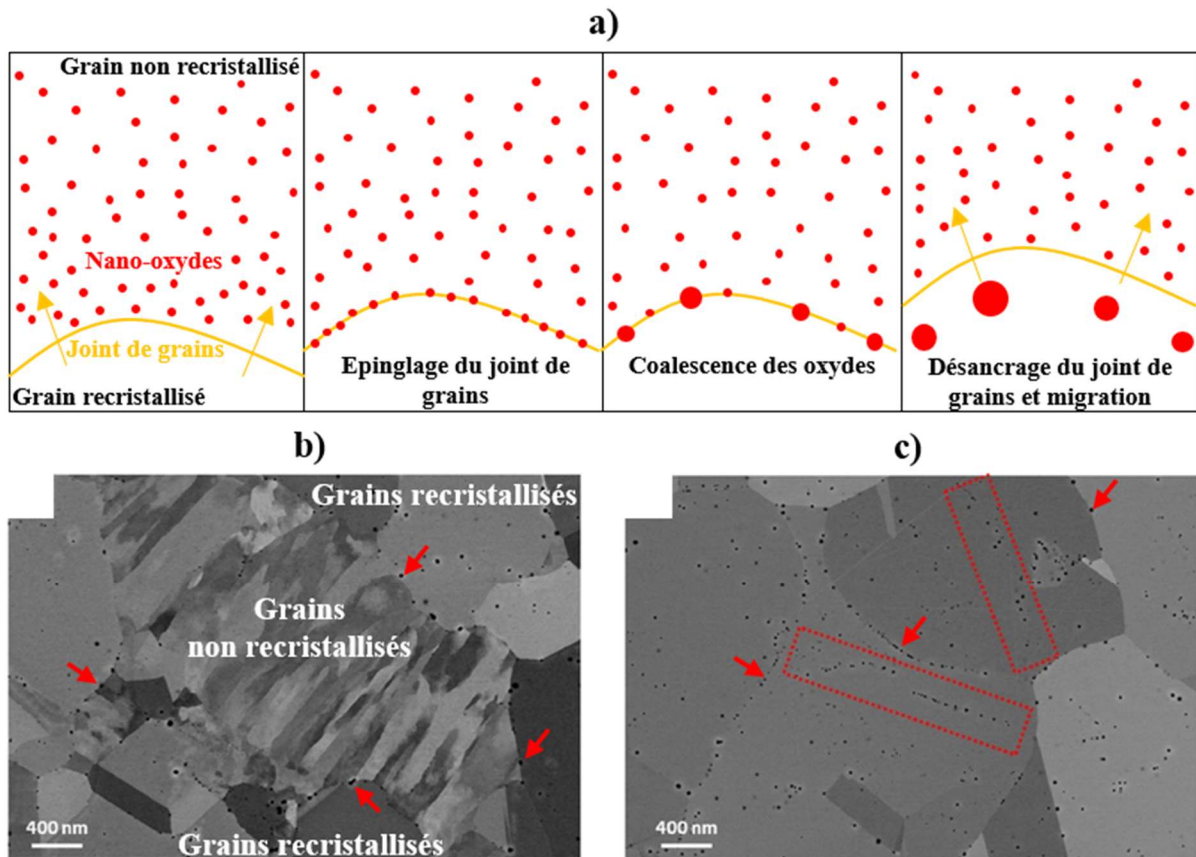 a)
Grain non recristallisé
Nano-oxydes
Joint de grains
Grain recristallisé
Epinglage du joint de
grains
Coalescence des oxydes
Désancrage du joint de
grains et migration
b)
Grains recristallisés
Grains
non recristallisés
400 nm
Grains recristallisés
c)
400 nm